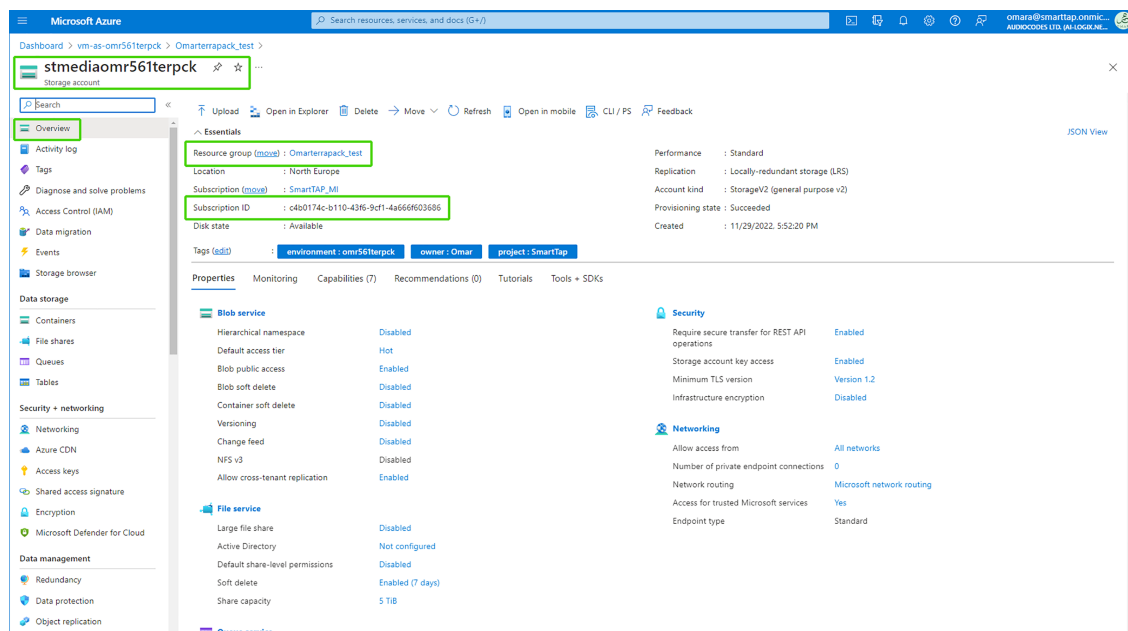 Microsoft Azure
Search resources, services, and docs (G+/)
omara@smarttap.onmic...
AUDIOCODES LTD. (AI-LOGIX.NE...
Dashboard > vm-as-omr561terpck > Omarterrapack_test >
stmediaomr561terpck
Storage account
Search
Overview
Activity log
Tags
Diagnose and solve problems
Access Control (IAM)
Data migration
Events
Storage browser
Data storage
Containers
File shares
Queues
Tables
Security + networking
Networking
Azure CDN
Access keys
Shared access signature
Encryption
Microsoft Defender for Cloud
Data management
Redundancy
Data protection
Object replication
Upload Open in Explorer Delete Move Refresh Open in mobile CLI / PS Feedback
Essentials
JSON View
Resource group (move) : Omarterrapack_test
Location : North Europe
Subscription (move) : SmartTAP_MI
Subscription ID : c4b0174c-b110-43f6-9cf1-4a666f603686
Disk state : Available
Performance : Standard
Replication : Locally-redundant storage (LRS)
Account kind : StorageV2 (general purpose v2)
Provisioning state : Succeeded
Created : 11/29/2022, 5:52:20 PM
Tags (edit) : environment : omr561terpck owner : Omar project : SmartTap
Properties Monitoring Capabilities (7) Recommendations (0) Tutorials Tools + SDKs
Blob service
Hierarchical namespace Disabled
Default access tier Hot
Blob public access Enabled
Blob soft delete Disabled
Container soft delete Disabled
Versioning Disabled
Change feed Disabled
NFS v3 Disabled
Allow cross-tenant replication Enabled
File service
Large file share Disabled
Active Directory Not configured
Default share-level permissions Disabled
Soft delete Enabled (7 days)
Share capacity 5 TiB
Security
Require secure transfer for REST API operations Enabled
Storage account key access Enabled
Minimum TLS version Version 1.2
Infrastructure encryption Disabled
Networking
Allow access from All networks
Number of private endpoint connections 0
Network routing Microsoft network routing
Access for trusted Microsoft services Yes
Endpoint type Standard